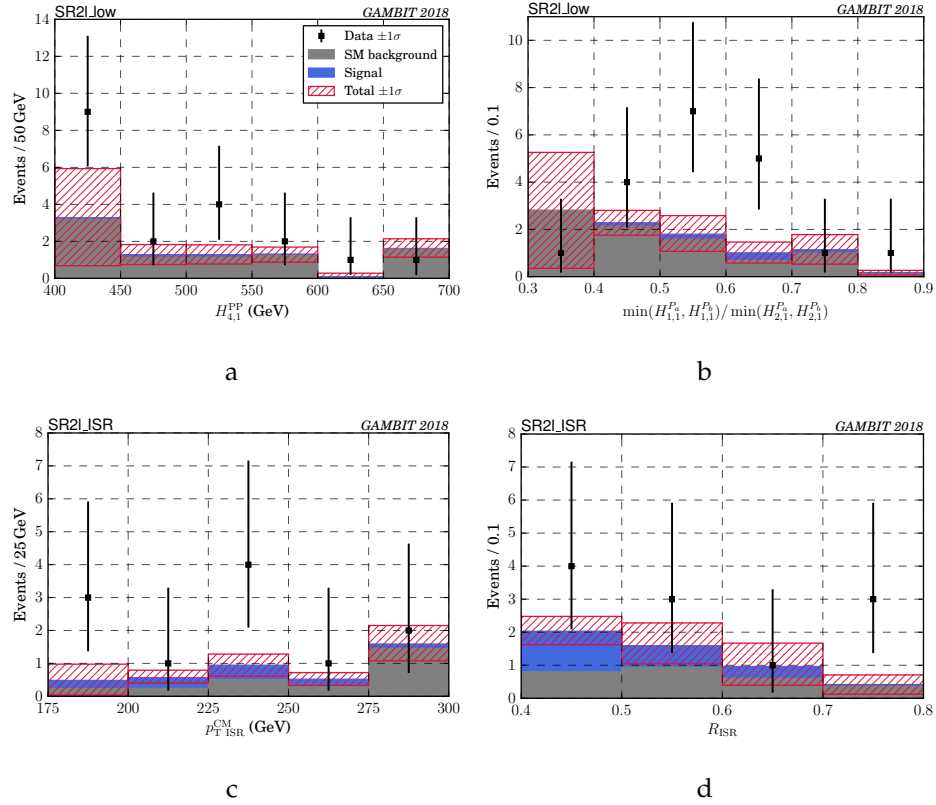 SR2l_low GAMBIT 2018
14
12
10
8
6
4
2
0
Events / 50 GeV
Data ±1σ
SM background
Signal
Total ±1σ
400 450 500 550 600 650 700
H_{4,1}^{PP} (GeV)
a
SR2l_low GAMBIT 2018
10
8
6
4
2
0
Events / 0.1
0.3 0.4 0.5 0.6 0.7 0.8 0.9
min(H_{1,1}^{P_a}, H_{1,1}^{P_b})/ min(H_{2,1}^{P_a}, H_{2,1}^{P_b})
b
SR2l_ISR GAMBIT 2018
8
7
6
5
4
3
2
1
0
Events / 25 GeV
175 200 225 250 275 300
p_{T ISR}^{CM} (GeV)
c
SR2l_ISR GAMBIT 2018
8
7
6
5
4
3
2
1
0
Events / 0.1
0.4 0.5 0.6 0.7 0.8
R_{ISR}
d